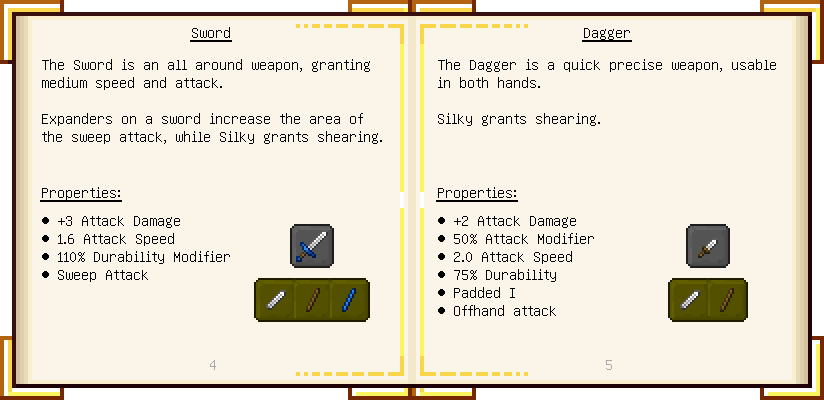 Sword
The Sword is an all around weapon, granting
medium speed and attack.
Expanders on a sword increase the area of
the sweep attack, while Silky grants shearing.
Properties:
● +3 Attack Damage
● 1.6 Attack Speed
● 110% Durability Modifier
● Sweep Attack
4
Dagger
The Dagger is a quick precise weapon, usable
in both hands.
Silky grants shearing.
Properties:
● +2 Attack Damage
● 50% Attack Modifier
● 2.0 Attack Speed
● 75% Durability
● Padded I
● Offhand attack
5